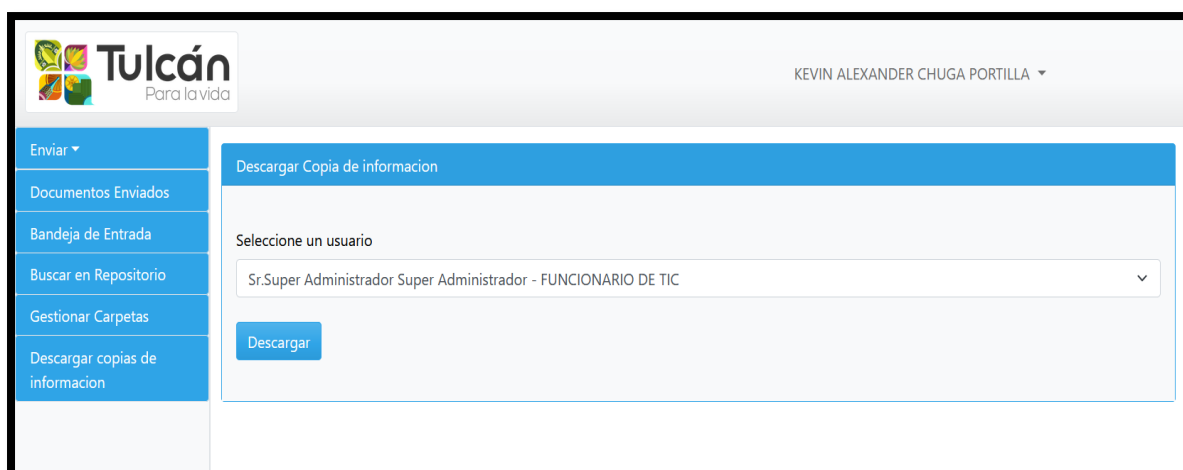 Tulcán
Para la vida
KEVIN ALEXANDER CHUGA PORTILLA
Enviar
Documentos Enviados
Bandeja de Entrada
Buscar en Repositorio
Gestionar Carpetas
Descargar copias de
informacion
Descargar Copia de informacion
Seleccione un usuario
Sr.Super Administrador Super Administrador - FUNCIONARIO DE TIC
Descargar